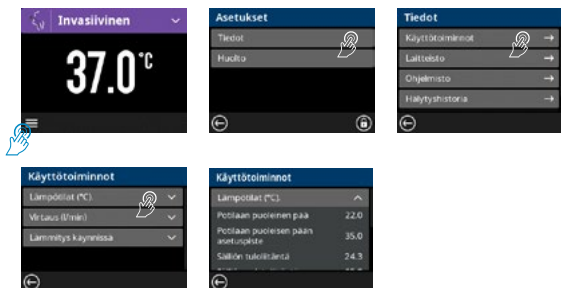 Invasiivinen
37.0°C
Asetukset
Tiedot
Huolto
Tiedot
Käyttötoiminnot
Laitteisto
Ohjelmisto
Hälytyshistoria
Käyttötoiminnot
Lämpötilat (°C)
Virtaus (l/min)
Lämmitys käynnissä
Käyttötoiminnot
Lämpötilat (°C)
Potilaan puoleinen pää 22.0
Potilaan puoleisen pään
asetuspiste 35.0
Säiliön tuloliitäntä 24.3